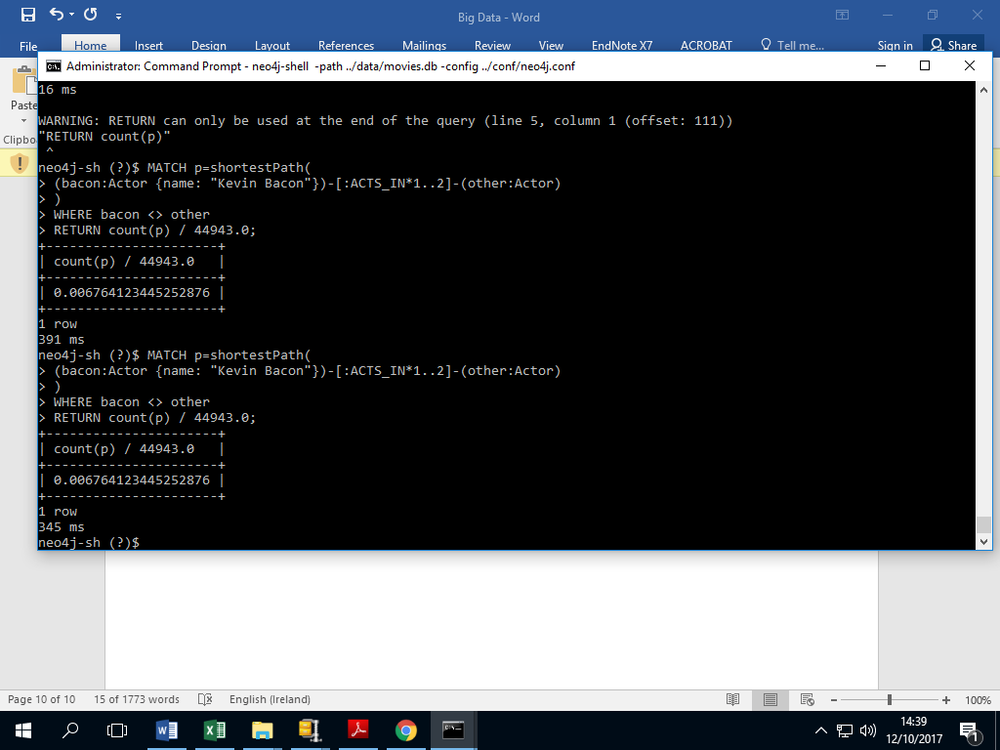 Big Data - Word
File Home Insert Design Layout References Mailings Review View EndNote X7 ACROBAT Tell me... Sign in Share
Administrator: Command Prompt - neo4j-shell -path ../data/movies.db -config ../conf/neo4j.conf
Paste
Clipbo
16 ms
WARNING: RETURN can only be used at the end of the query (line 5, column 1 (offset: 111))
"RETURN count(p)"
^
neo4j-sh (?)$ MATCH p=shortestPath(
> (bacon:Actor {name: "Kevin Bacon"})-[:ACTS_IN*1..2]-(other:Actor)
> )
> WHERE bacon <> other
> RETURN count(p) / 44943.0;
+----------------------+
| count(p) / 44943.0   |
+----------------------+
| 0.006764123445252876 |
+----------------------+
1 row
391 ms
neo4j-sh (?)$ MATCH p=shortestPath(
> (bacon:Actor {name: "Kevin Bacon"})-[:ACTS_IN*1..2]-(other:Actor)
> )
> WHERE bacon <> other
> RETURN count(p) / 44943.0;
+----------------------+
| count(p) / 44943.0   |
+----------------------+
| 0.006764123445252876 |
+----------------------+
1 row
345 ms
neo4j-sh (?)$
Page 10 of 10 15 of 1773 words English (Ireland) 100%
14:39
12/10/2017
1